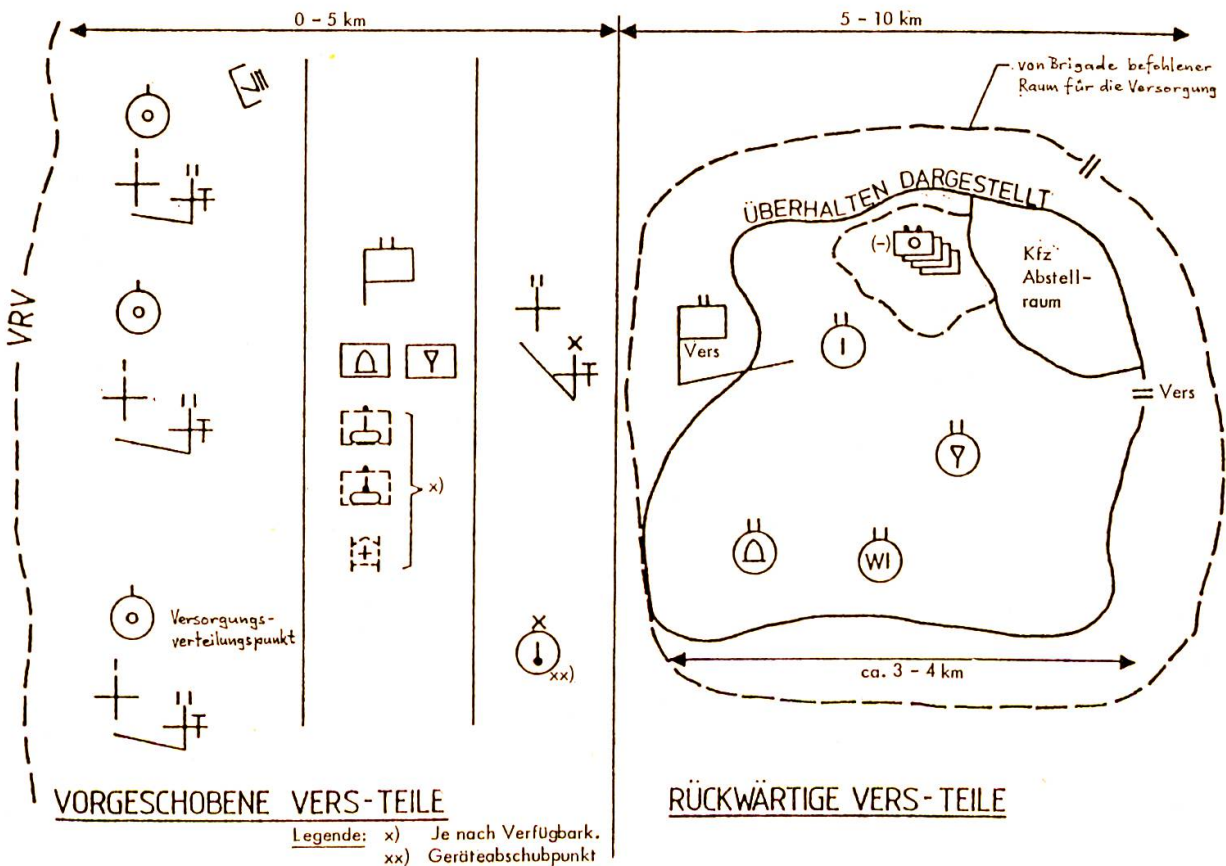 0 - 5 km
5 - 10 km
von Brigade befohlener
Raum für die Versorgung
ÜBERHALTEN DARGESTELLT
(-)
Kfz
Abstell-
raum
VRV
T
X
T
Vers
I
Vers
T
x)
WI
Versorgungs-
verteilungspunkt
X
xx)
T
ca. 3 - 4 km
VORGESCHOBENE VERS-TEILE
RÜCKWÄRTIGE VERS-TEILE
Legende: x) Je nach Verfügbark.
xx) Geräteabschubpunkt